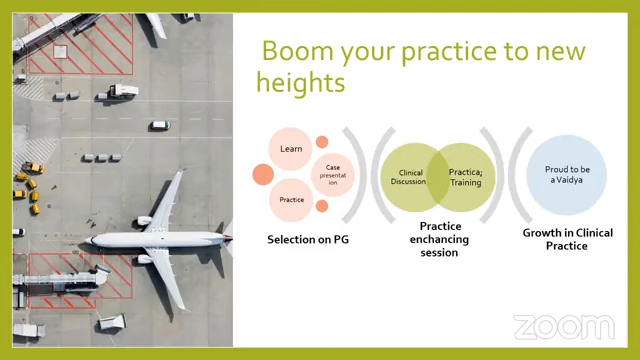 Boom your practice to new
heights
Learn
Case
presentat
ion
Practice
Selection on PG
Clinical
Discussion
Practica;
Training
Practice
enchancing
session
Proud to be
a Vaidya
Growth in Clinical
Practice
zoom